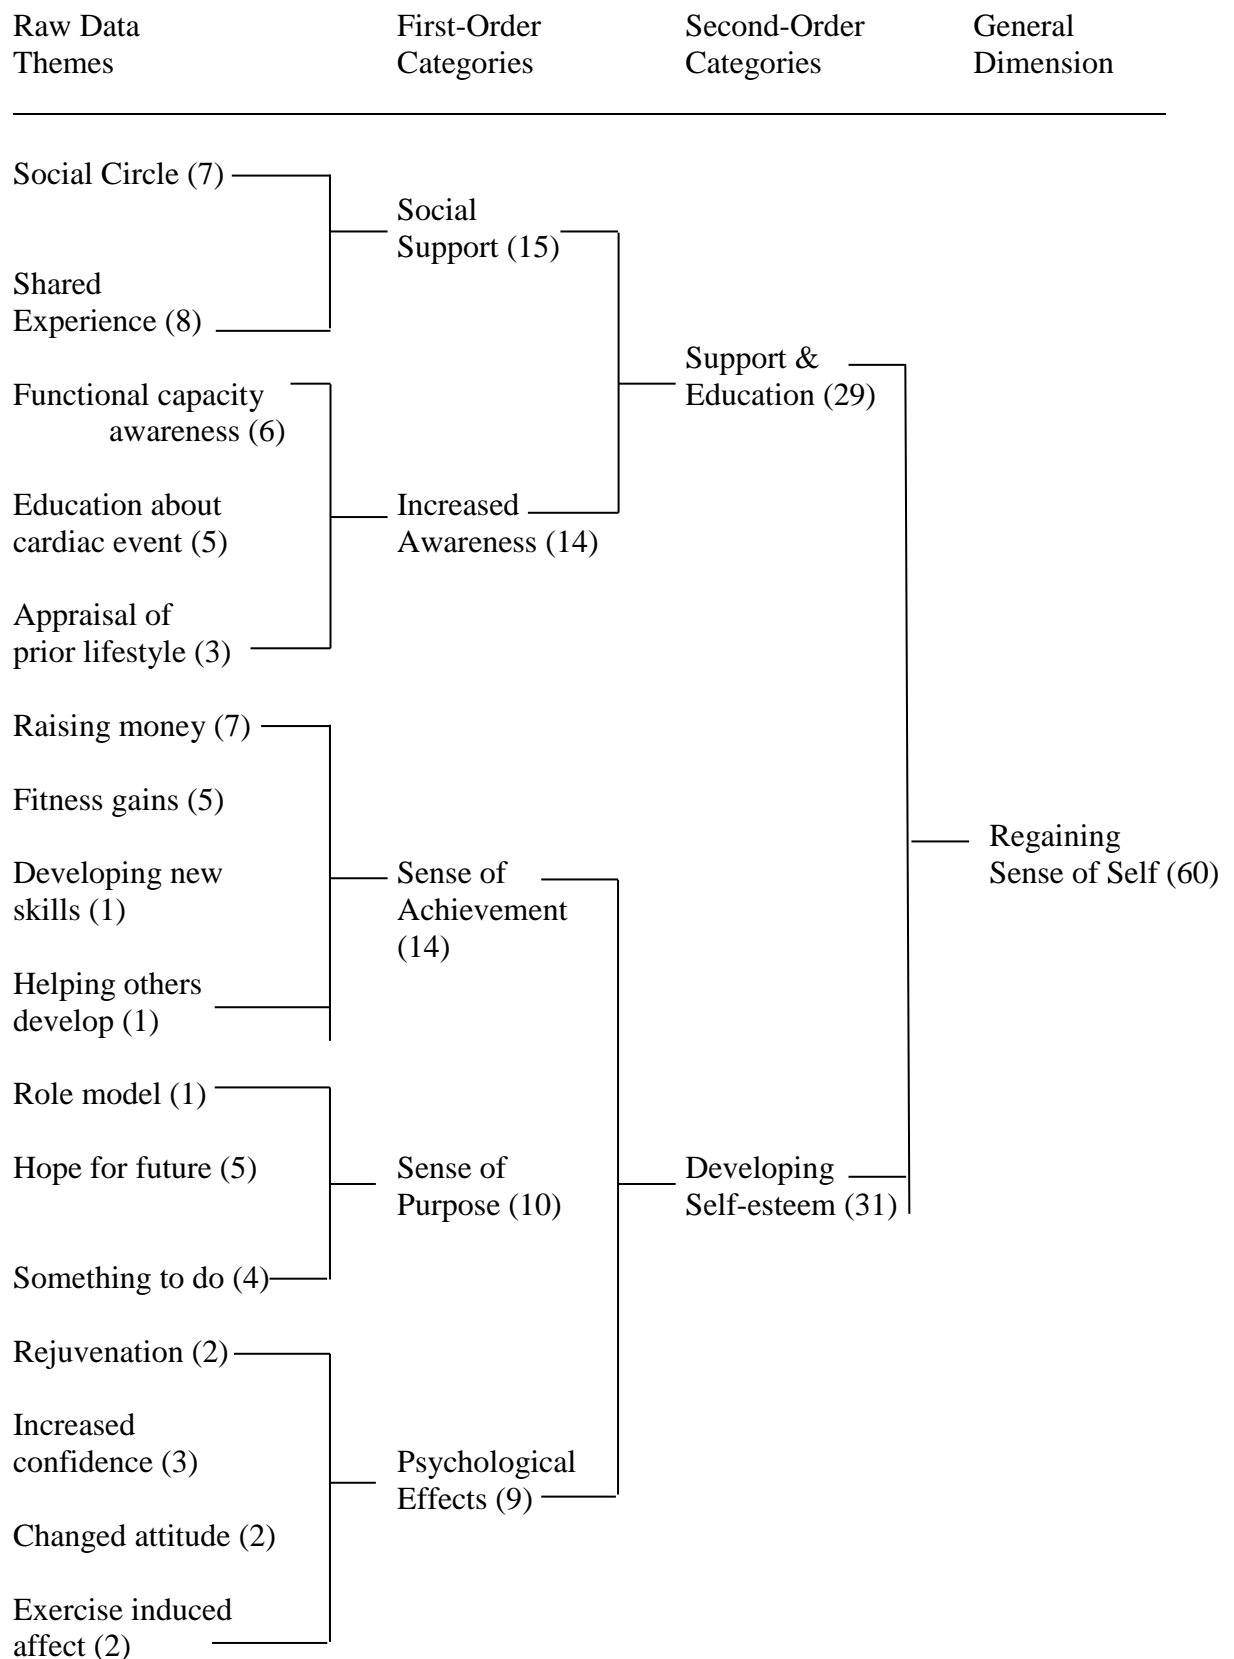 Raw Data
Themes
First-Order
Categories
Second-Order
Categories
General
Dimension
Social Circle (7)
Social
Support (15)
Shared
Experience (8)
Support &
Education (29)
Functional capacity
awareness (6)
Education about
cardiac event (5)
Increased
Awareness (14)
Appraisal of
prior lifestyle (3)
Raising money (7)
Fitness gains (5)
Regaining
Sense of Self (60)
Developing new
skills (1)
Sense of
Achievement
(14)
Helping others
develop (1)
Role model (1)
Hope for future (5)
Sense of
Purpose (10)
Developing
Self-esteem (31)
Something to do (4)
Rejuvenation (2)
Increased
confidence (3)
Psychological
Effects (9)
Changed attitude (2)
Exercise induced
affect (2)